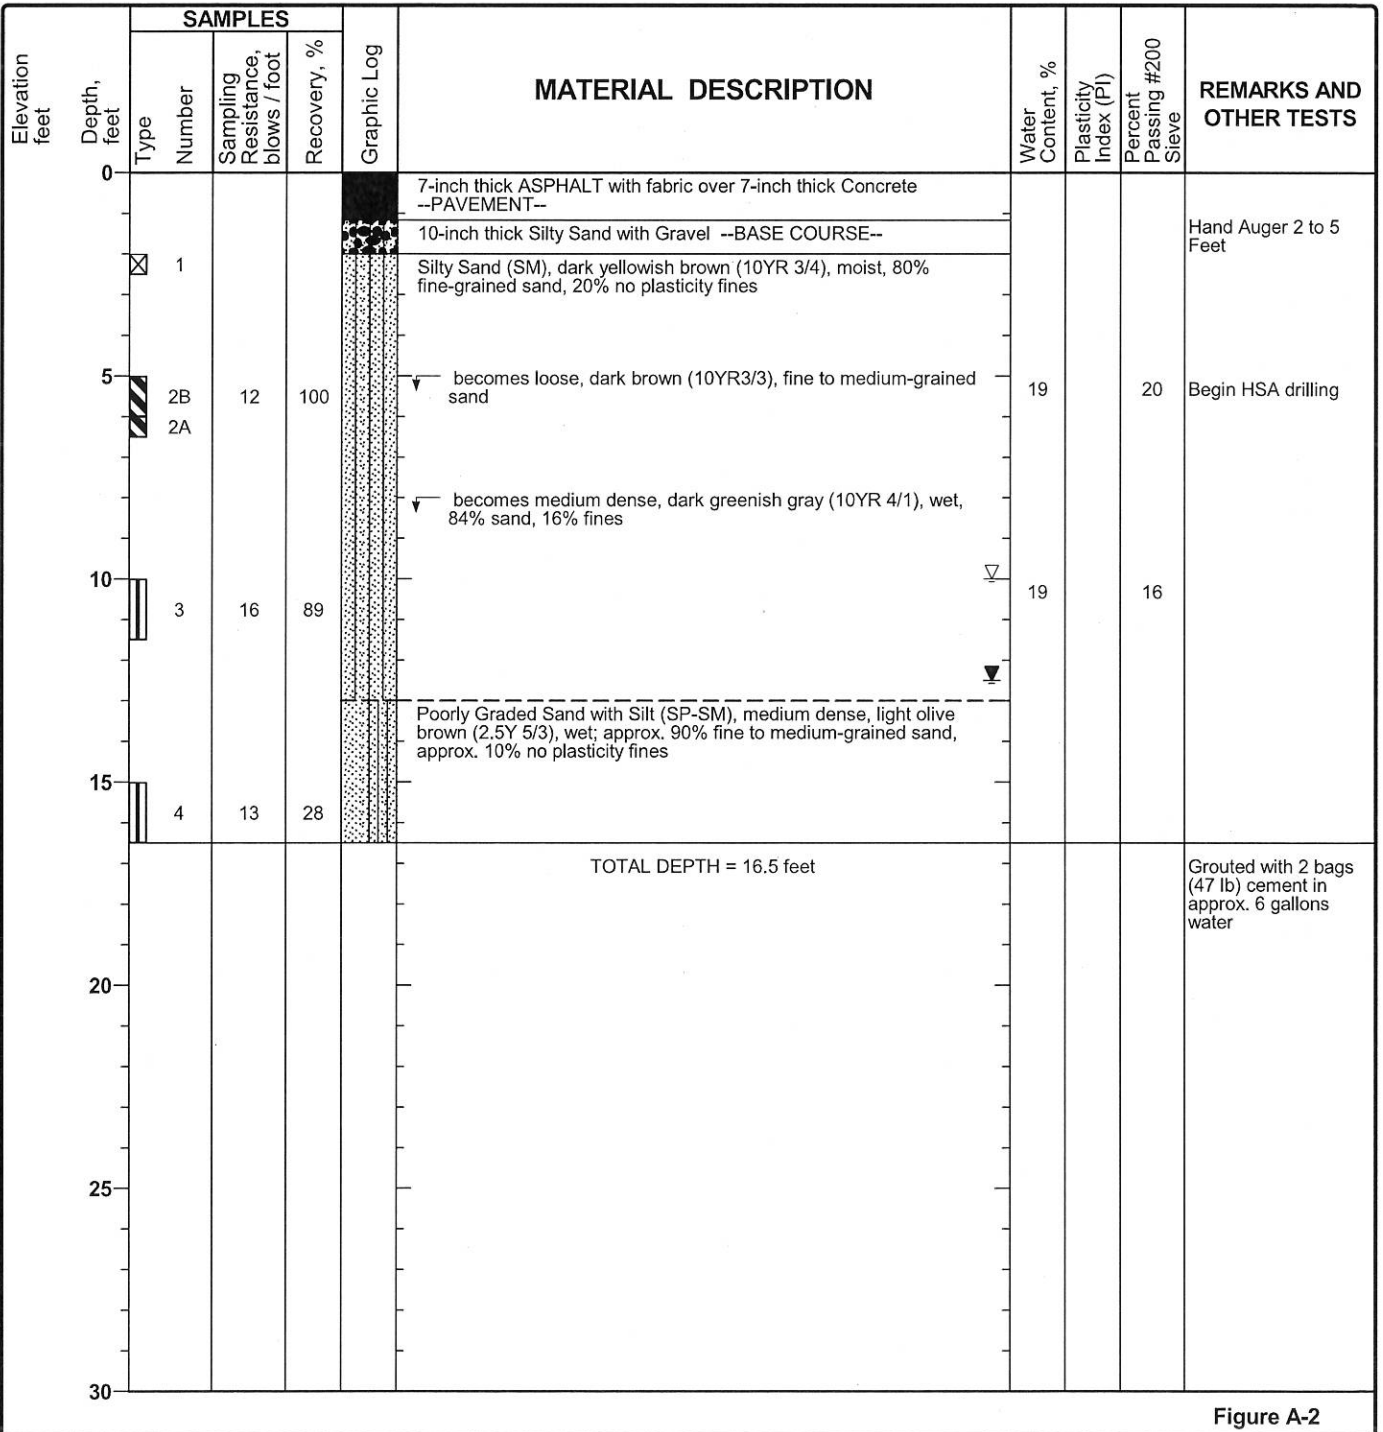 SAMPLES
Elevation
feet
Depth,
feet
Type
Number
Sampling
Resistance,
blows / foot
Recovery, %
Graphic Log
MATERIAL DESCRIPTION
Water
Content, %
Plasticity
Index (PI)
Percent
Passing #200
Sieve
REMARKS AND
OTHER TESTS
0
7-inch thick ASPHALT with fabric over 7-inch thick Concrete
--PAVEMENT--
10-inch thick Silty Sand with Gravel --BASE COURSE--
Hand Auger 2 to 5
Feet
1
Silty Sand (SM), dark yellowish brown (10YR 3/4), moist, 80%
fine-grained sand, 20% no plasticity fines
5
becomes loose, dark brown (10YR3/3), fine to medium-grained
sand
2B 12 100
19 20 Begin HSA drilling
2A
becomes medium dense, dark greenish gray (10YR 4/1), wet,
84% sand, 16% fines
10
19 16
3 16 89
Poorly Graded Sand with Silt (SP-SM), medium dense, light olive
brown (2.5Y 5/3), wet; approx. 90% fine to medium-grained sand,
approx. 10% no plasticity fines
15
4 13 28
TOTAL DEPTH = 16.5 feet
Grouted with 2 bags
(47 lb) cement in
approx. 6 gallons
water
20
25
30
Figure A-2